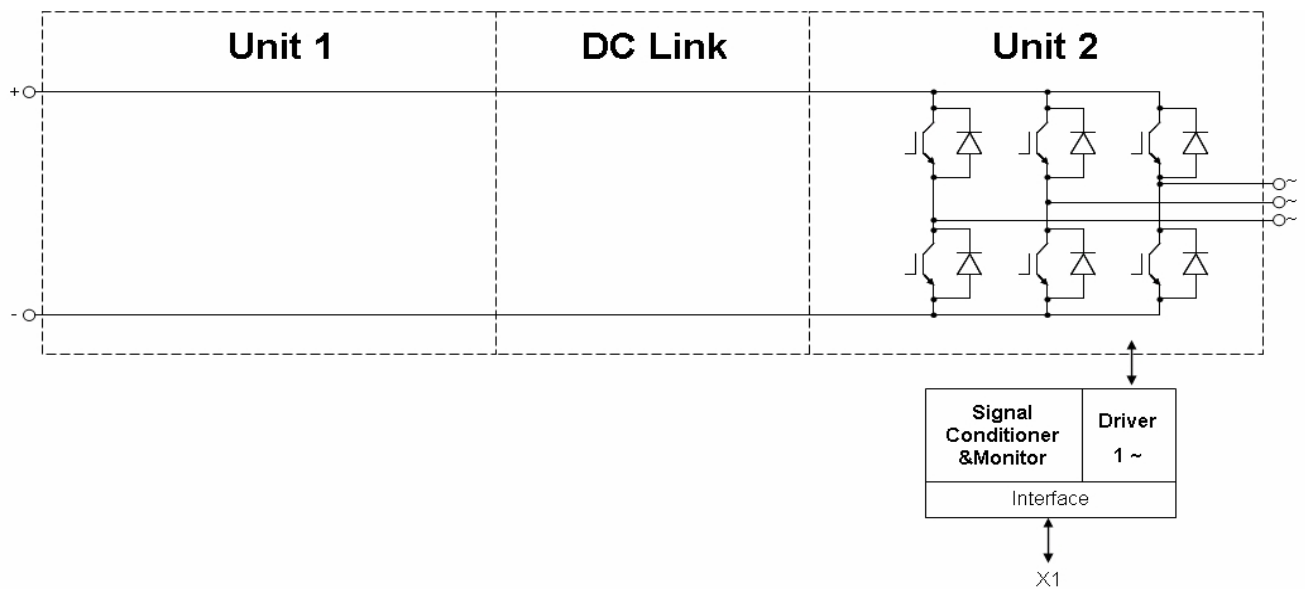 Unit 1
DC Link
Unit 2
+
~
~
~
-
Signal
Conditioner
&Monitor
Driver
1 ~
Interface
X1